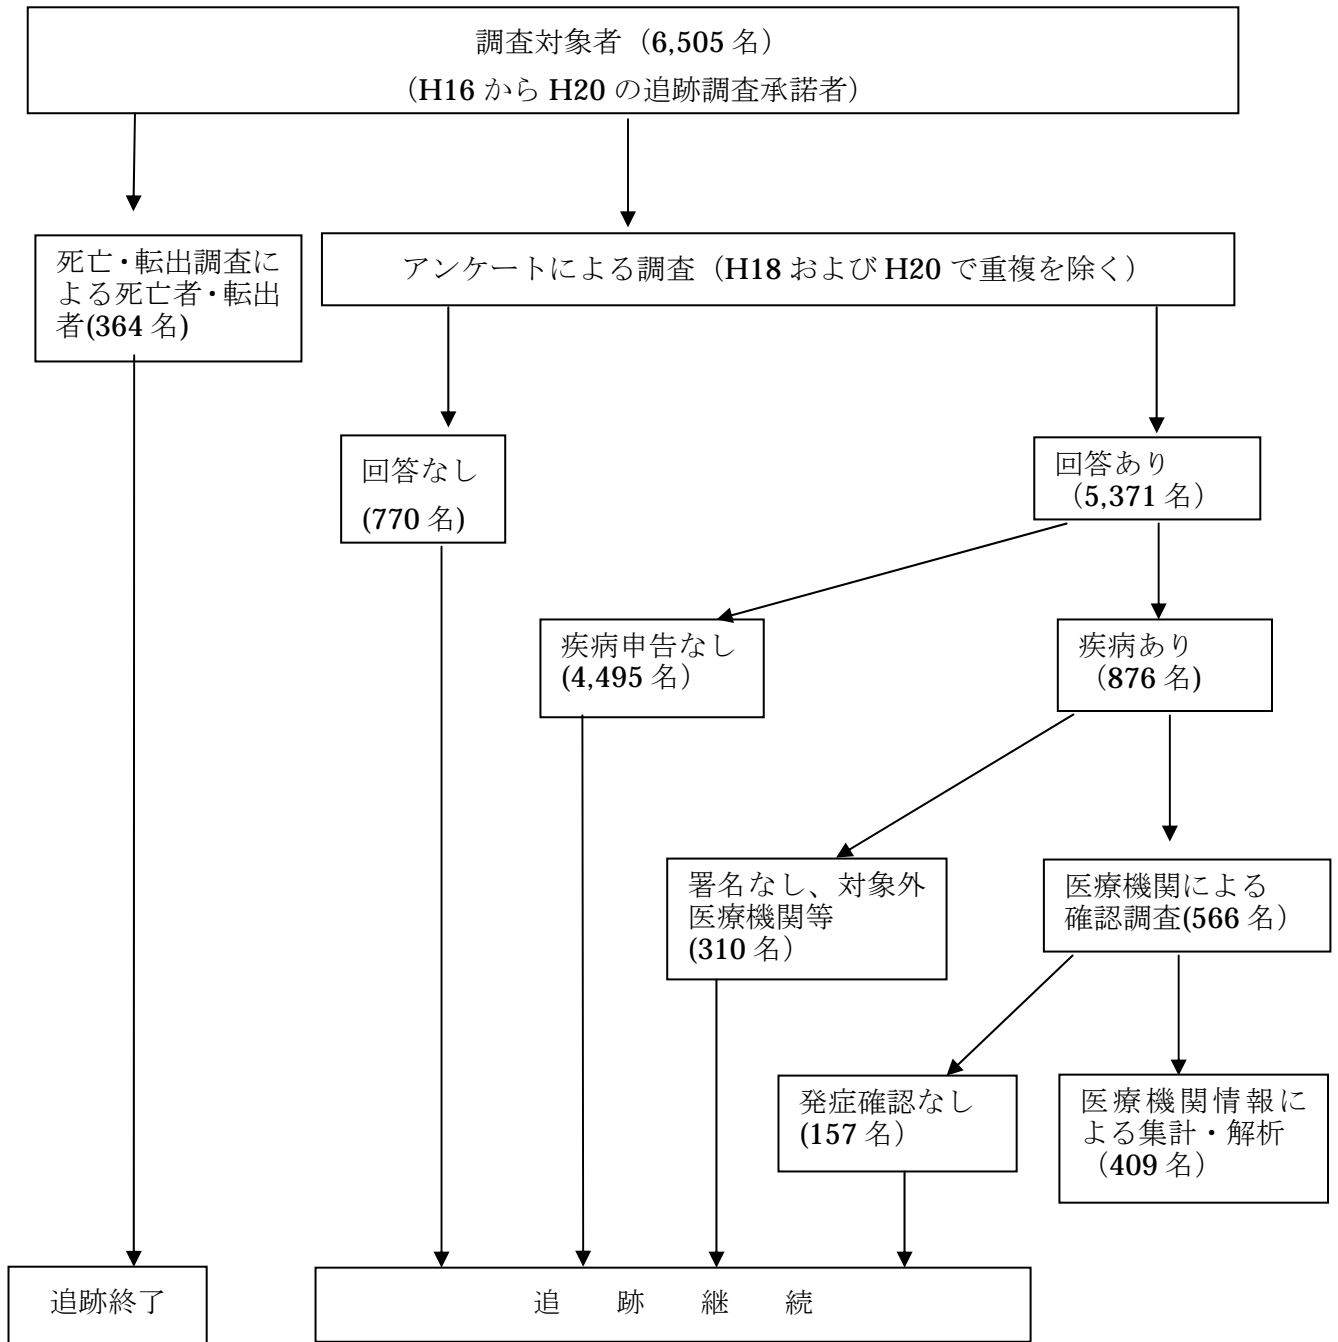 調査対象者（6,505 名）
（H16 から H20 の追跡調査承諾者）
死亡・転出調査に
よる死亡者・転出
者(364 名)
アンケートによる調査（H18 および H20 で重複を除く）
回答なし
(770 名)
回答あり
（5,371 名）
疾病申告なし
(4,495 名）
疾病あり
（876 名)
署名なし、対象外
医療機関等
(310 名）
医療機関による
確認調査(566 名）
発症確認なし
(157 名）
医療機関情報に
よる集計・解析
（409 名）
追跡終了
追 跡 継 続